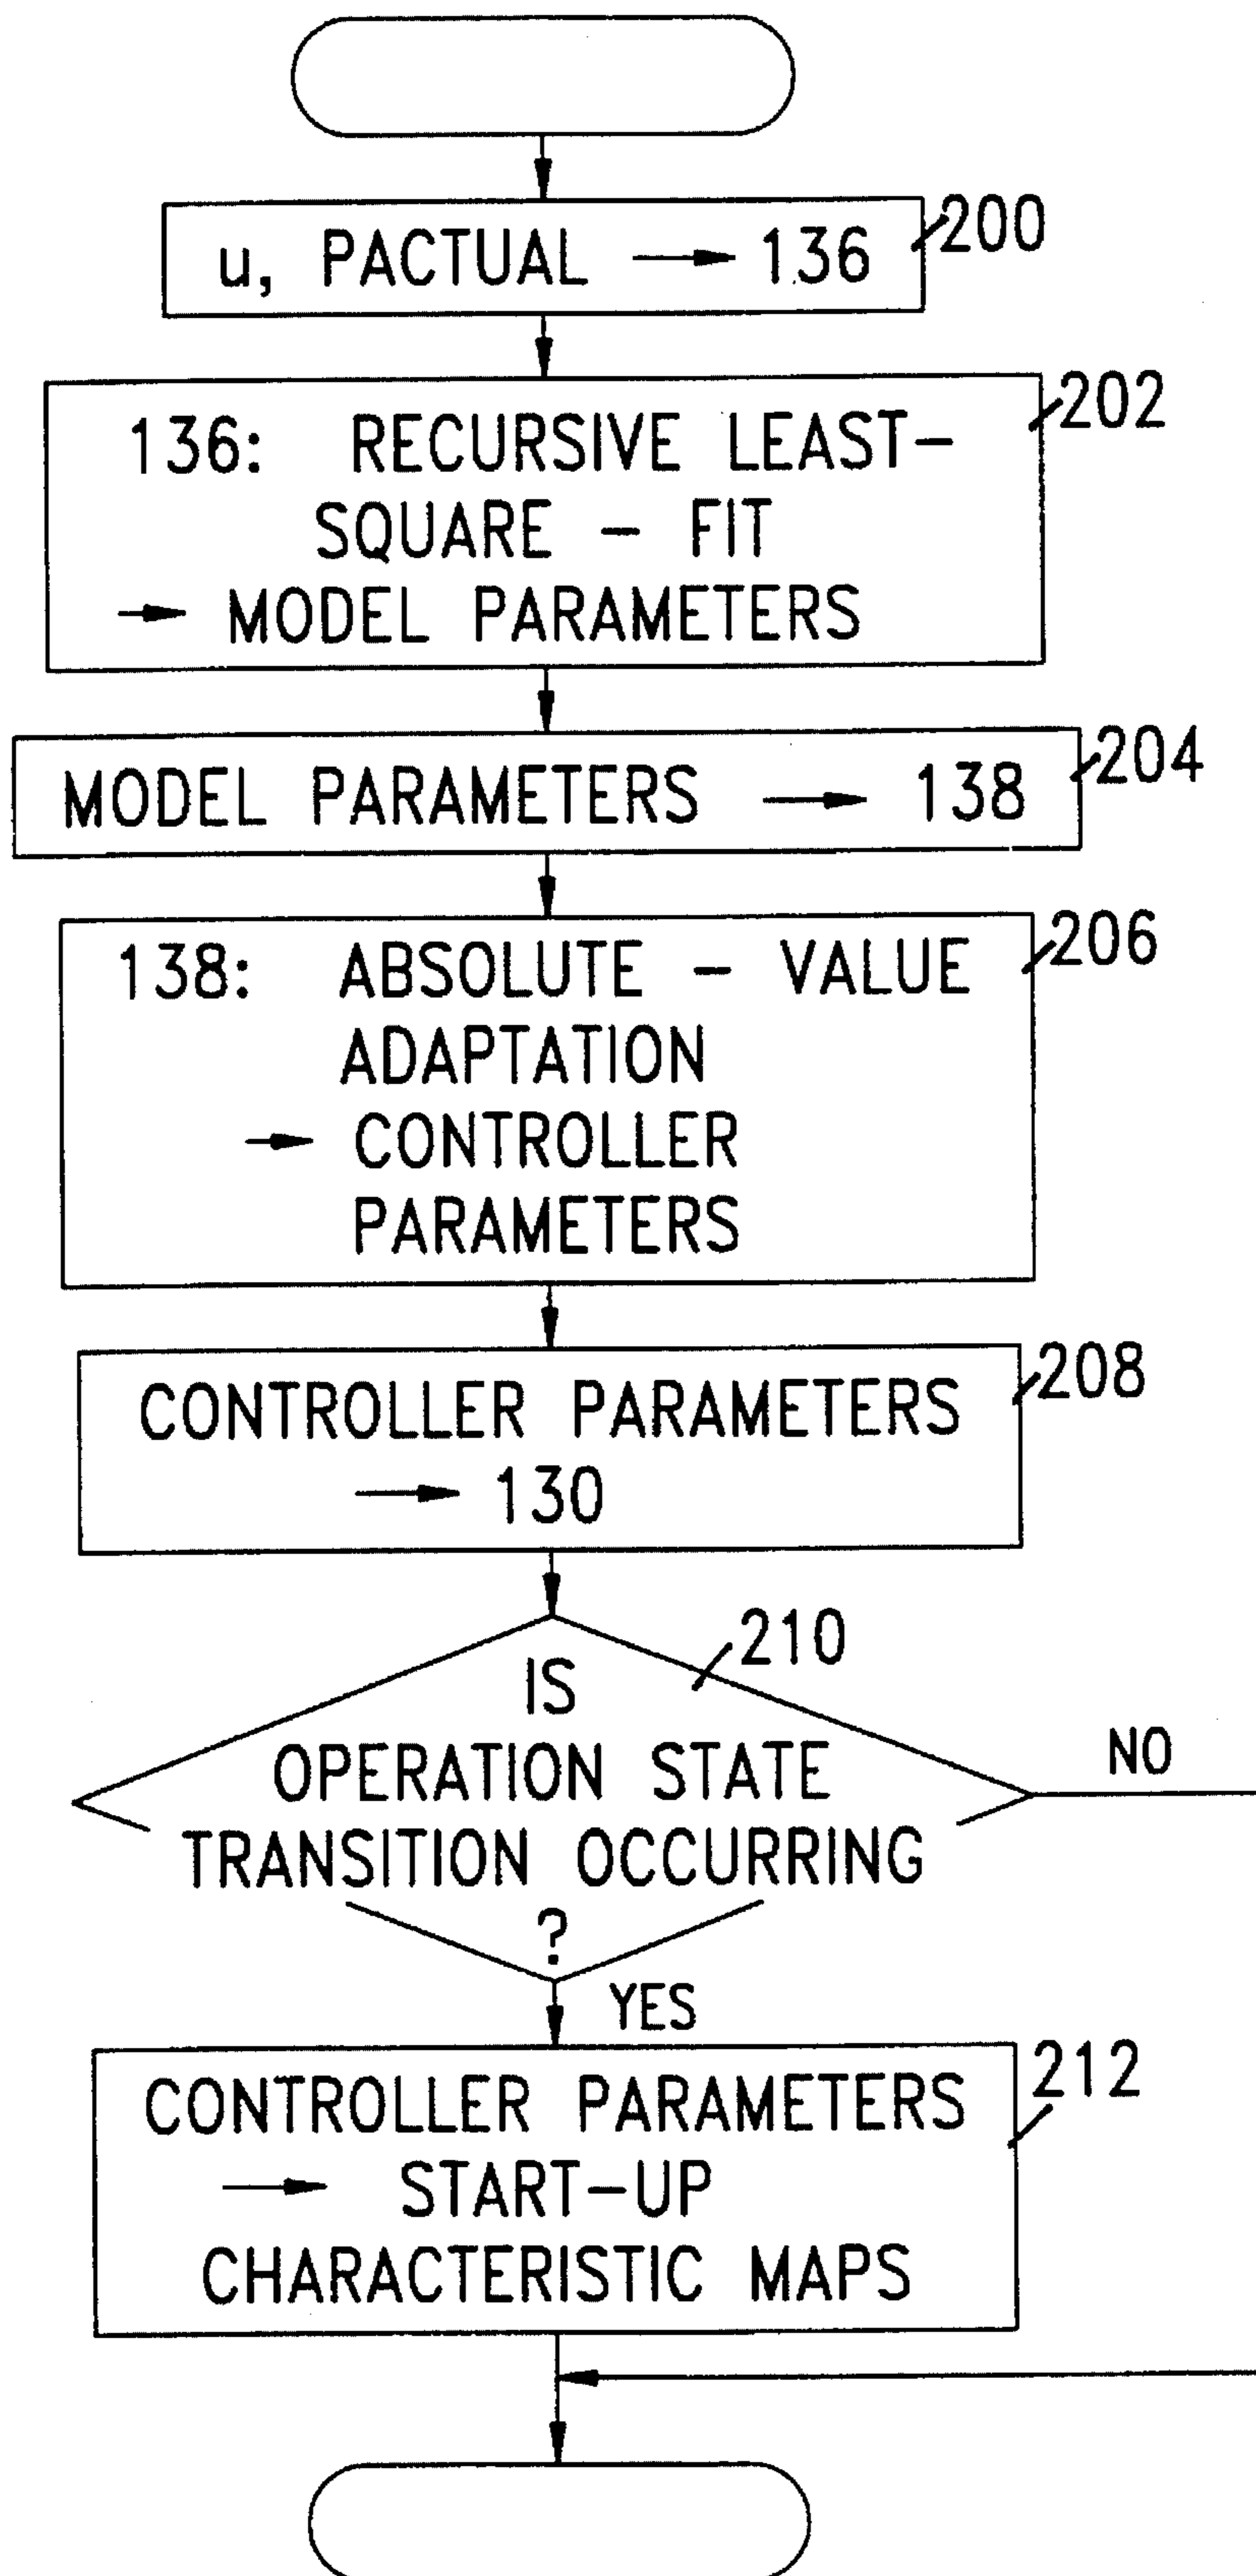 u, PACTUAL → 136
200
136: RECURSIVE LEAST-
SQUARE - FIT
→ MODEL PARAMETERS
202
MODEL PARAMETERS → 138
204
138: ABSOLUTE - VALUE
ADAPTATION
→ CONTROLLER
PARAMETERS
206
CONTROLLER PARAMETERS
→ 130
208
210
IS
OPERATION STATE
TRANSITION OCCURRING
?
NO
YES
CONTROLLER PARAMETERS
→ START-UP
CHARACTERISTIC MAPS
212